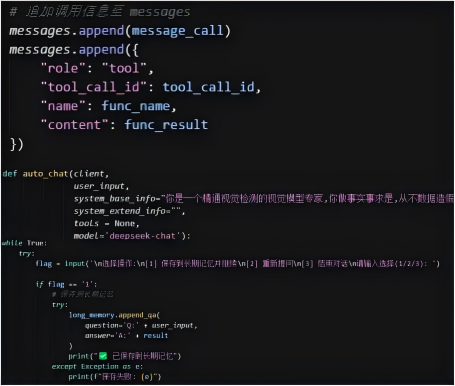 # 追加调用信息至 messages
messages.append(message_call)
messages.append({
"role": "tool",
"tool_call_id": tool_call_id,
"name": func_name,
"content": func_result
})
def auto_chat(client,
user_input,
system_base_info="你是一个精通视觉检测的视觉模型专家,你做事实事求是,从不数据造假
system_extend_info="",
tools = None,
model='deepseek-chat'):
while True:
try:
flag = input('\n选择操作:\n[1] 保存到长期记忆并继续\n[2] 重新提问\n[3] 结束对话\n请输入选择(1/2/3): ')
if flag == '1':
# 保存到长期记忆
try:
long_memory.append_qa(
question='Q:' + user_input,
answer='A:' + result
)
print("✅ 已保存到长期记忆")
except Exception as e:
print(f"保存失败: {e}")